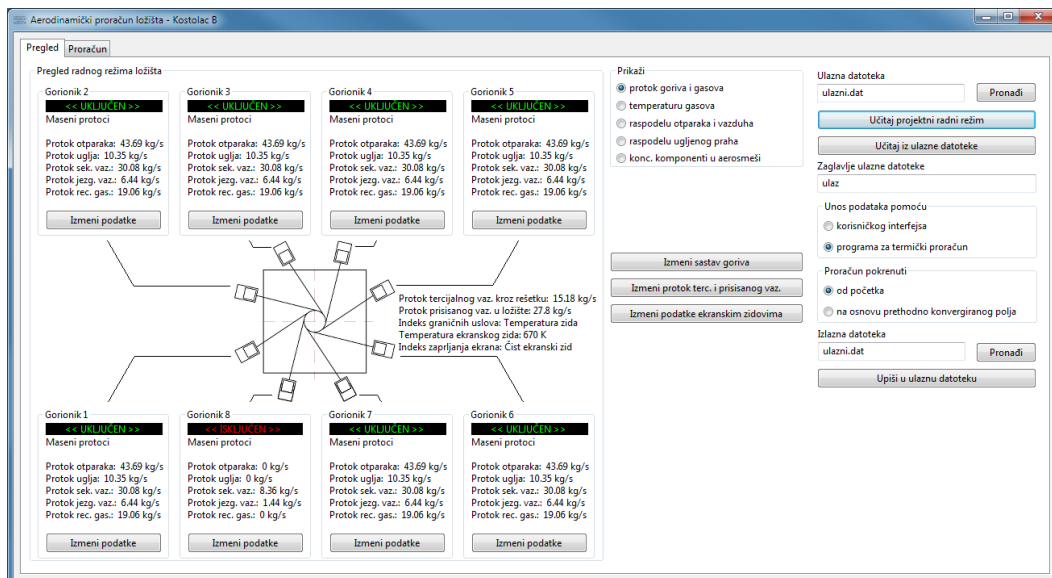 Aerodinamički proračun ložišta - Kostolac B
Pregled Proračun
Pregled radnog režima ložišta
Gorionik 2
<< UKLJUČEN >>
Maseni protoci
Protok otparaka: 43.69 kg/s
Protok uglja: 10.35 kg/s
Protok sek. vaz.: 30.08 kg/s
Protok jezg. vaz.: 6.44 kg/s
Protok rec. gas.: 19.06 kg/s
Izmeni podatke
Gorionik 3
<< UKLJUČEN >>
Maseni protoci
Protok otparaka: 43.69 kg/s
Protok uglja: 10.35 kg/s
Protok sek. vaz.: 30.08 kg/s
Protok jezg. vaz.: 6.44 kg/s
Protok rec. gas.: 19.06 kg/s
Izmeni podatke
Gorionik 4
<< UKLJUČEN >>
Maseni protoci
Protok otparaka: 43.69 kg/s
Protok uglja: 10.35 kg/s
Protok sek. vaz.: 30.08 kg/s
Protok jezg. vaz.: 6.44 kg/s
Protok rec. gas.: 19.06 kg/s
Izmeni podatke
Gorionik 5
<< UKLJUČEN >>
Maseni protoci
Protok otparaka: 43.69 kg/s
Protok uglja: 10.35 kg/s
Protok sek. vaz.: 30.08 kg/s
Protok jezg. vaz.: 6.44 kg/s
Protok rec. gas.: 19.06 kg/s
Izmeni podatke
Protok tercijalnog vaz. kroz rešetku: 15.18 kg/s
Protok prisisanog vaz. u ložište: 27.8 kg/s
Indeks graničnih uslova: Temperatura zida
Temperatura ekranskog zida: 670 K
Indeks zaprljanja ekrana: Čist ekranski zid
Gorionik 1
<< UKLJUČEN >>
Maseni protoci
Protok otparaka: 43.69 kg/s
Protok uglja: 10.35 kg/s
Protok sek. vaz.: 30.08 kg/s
Protok jezg. vaz.: 6.44 kg/s
Protok rec. gas.: 19.06 kg/s
Izmeni podatke
Gorionik 8
<< ISKLJUČEN >>
Maseni protoci
Protok otparaka: 0 kg/s
Protok uglja: 0 kg/s
Protok sek. vaz.: 8.36 kg/s
Protok jezg. vaz.: 1.44 kg/s
Protok rec. gas.: 0 kg/s
Izmeni podatke
Gorionik 7
<< UKLJUČEN >>
Maseni protoci
Protok otparaka: 43.69 kg/s
Protok uglja: 10.35 kg/s
Protok sek. vaz.: 30.08 kg/s
Protok jezg. vaz.: 6.44 kg/s
Protok rec. gas.: 19.06 kg/s
Izmeni podatke
Gorionik 6
<< UKLJUČEN >>
Maseni protoci
Protok otparaka: 43.69 kg/s
Protok uglja: 10.35 kg/s
Protok sek. vaz.: 30.08 kg/s
Protok jezg. vaz.: 6.44 kg/s
Protok rec. gas.: 19.06 kg/s
Izmeni podatke
Prikaži
protok goriva i gasova
temperaturu gasova
raspodelu otparaka i vazduha
raspodelu ugljenog praha
konc. komponenti u aerosmeši
Izmeni sastav goriva
Izmeni protok terc. i prisisanog vaz.
Izmeni podatke ekranskim zidovima
Ulazna datoteka
ulazni.dat Pronađi
Učitaj projektni radni režim
Učitaj iz ulazne datoteke
Zaglavlje ulazne datoteke
ulaz
Unos podataka pomoću
korisničkog interfejsa
programa za termički proračun
Proračun pokrenuti
od početka
na osnovu prethodno konvergiranog polja
Izlazna datoteka
ulazni.dat Pronađi
Upiši u ulaznu datoteku